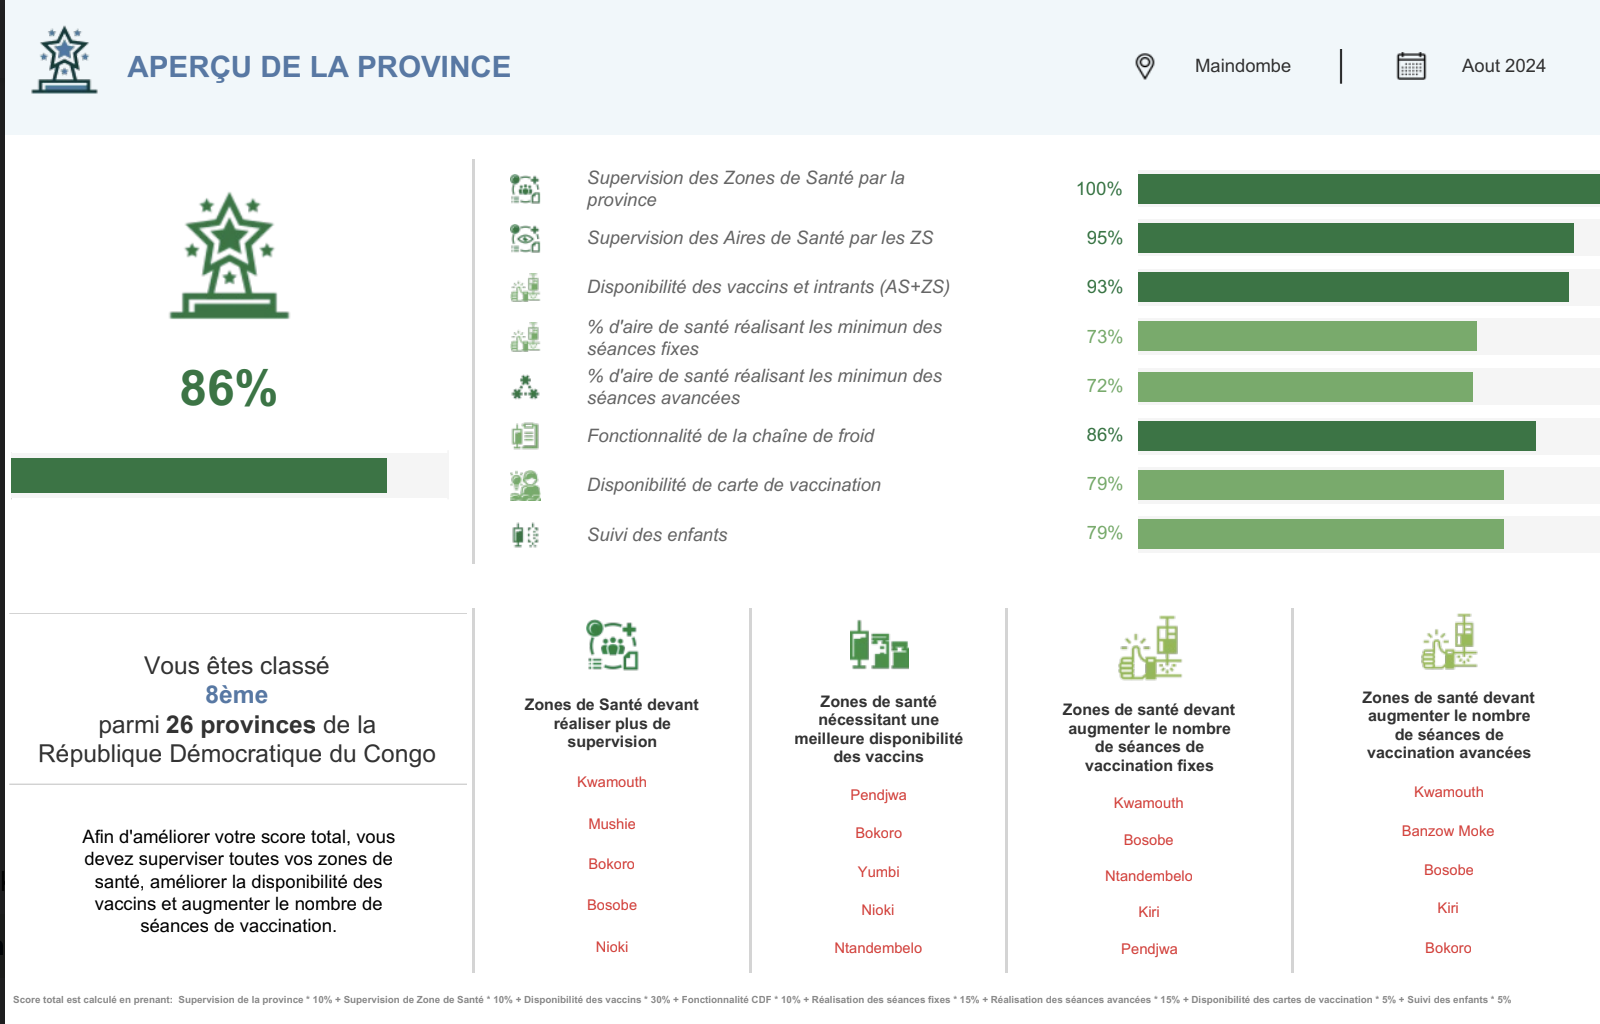 APERÇU DE LA PROVINCE
Maindombe
Aout 2024
86%
Supervision des Zones de Santé par la
province
100%
Supervision des Aires de Santé par les ZS
95%
Disponibilité des vaccins et intrants (AS+ZS)
93%
% d'aire de santé réalisant les minimun des
séances fixes
73%
% d'aire de santé réalisant les minimun des
séances avancées
72%
Fonctionnalité de la chaîne de froid
86%
Disponibilité de carte de vaccination
79%
Suivi des enfants
79%
Vous êtes classé
8ème
parmi 26 provinces de la
République Démocratique du Congo
Afin d'améliorer votre score total, vous
devez superviser toutes vos zones de
santé, améliorer la disponibilité des
vaccins et augmenter le nombre de
séances de vaccination.
Zones de Santé devant
réaliser plus de
supervision
Kwamouth
Mushie
Bokoro
Bosobe
Nioki
Zones de santé
nécessitant une
meilleure disponibilité
des vaccins
Pendjwa
Bokoro
Yumbi
Nioki
Ntandembelo
Zones de santé devant
augmenter le nombre
de séances de
vaccination fixes
Kwamouth
Bosobe
Ntandembelo
Kiri
Pendjwa
Zones de santé devant
augmenter le nombre
de séances de
vaccination avancées
Kwamouth
Banzow Moke
Bosobe
Kiri
Bokoro
Score total est calculé en prenant: Supervision de la province * 10% + Supervision de Zone de Santé * 10% + Disponibilité des vaccins * 30% + Fonctionnalité CDF * 10% + Réalisation des séances fixes * 15% + Réalisation des séances avancées * 15% + Disponibilité des cartes de vaccination * 5% + Suivi des enfants * 5%